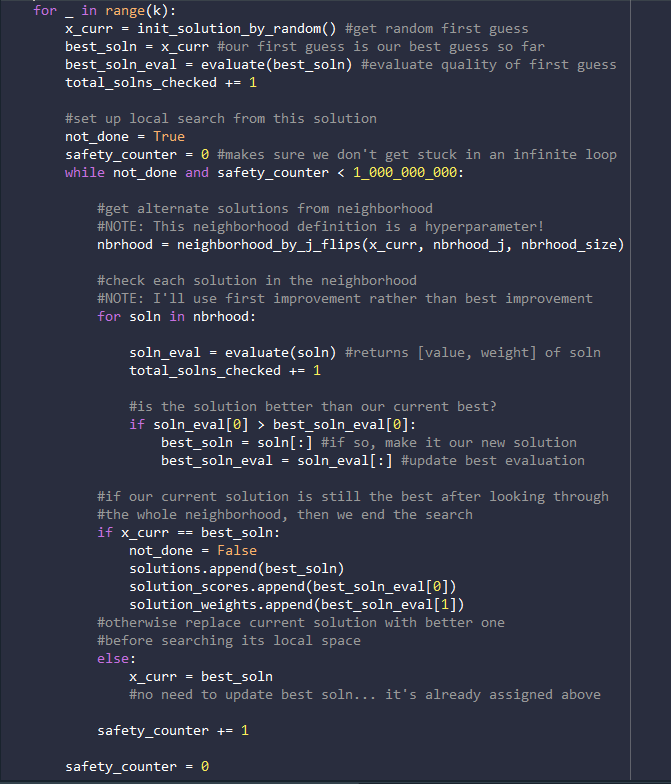 for _ in range(k):
    x_curr = init_solution_by_random() #get random first guess
    best_soln = x_curr #our first guess is our best guess so far
    best_soln_eval = evaluate(best_soln) #evaluate quality of first guess
    total_solns_checked += 1

    #set up local search from this solution
    not_done = True
    safety_counter = 0 #makes sure we don't get stuck in an infinite loop
    while not_done and safety_counter < 1_000_000_000:

        #get alternate solutions from neighborhood
        #NOTE: This neighborhood definition is a hyperparameter!
        nbrhood = neighborhood_by_j_flips(x_curr, nbrhood_j, nbrhood_size)

        #check each solution in the neighborhood
        #NOTE: I'll use first improvement rather than best improvement
        for soln in nbrhood:

            soln_eval = evaluate(soln) #returns [value, weight] of soln
            total_solns_checked += 1

            #is the solution better than our current best?
            if soln_eval[0] > best_soln_eval[0]:
                best_soln = soln[:] #if so, make it our new solution
                best_soln_eval = soln_eval[:] #update best evaluation

        #if our current solution is still the best after looking through
        #the whole neighborhood, then we end the search
        if x_curr == best_soln:
            not_done = False
            solutions.append(best_soln)
            solution_scores.append(best_soln_eval[0])
            solution_weights.append(best_soln_eval[1])
        #otherwise replace current solution with better one
        #before searching its local space
        else:
            x_curr = best_soln
            #no need to update best soln... it's already assigned above

        safety_counter += 1

    safety_counter = 0